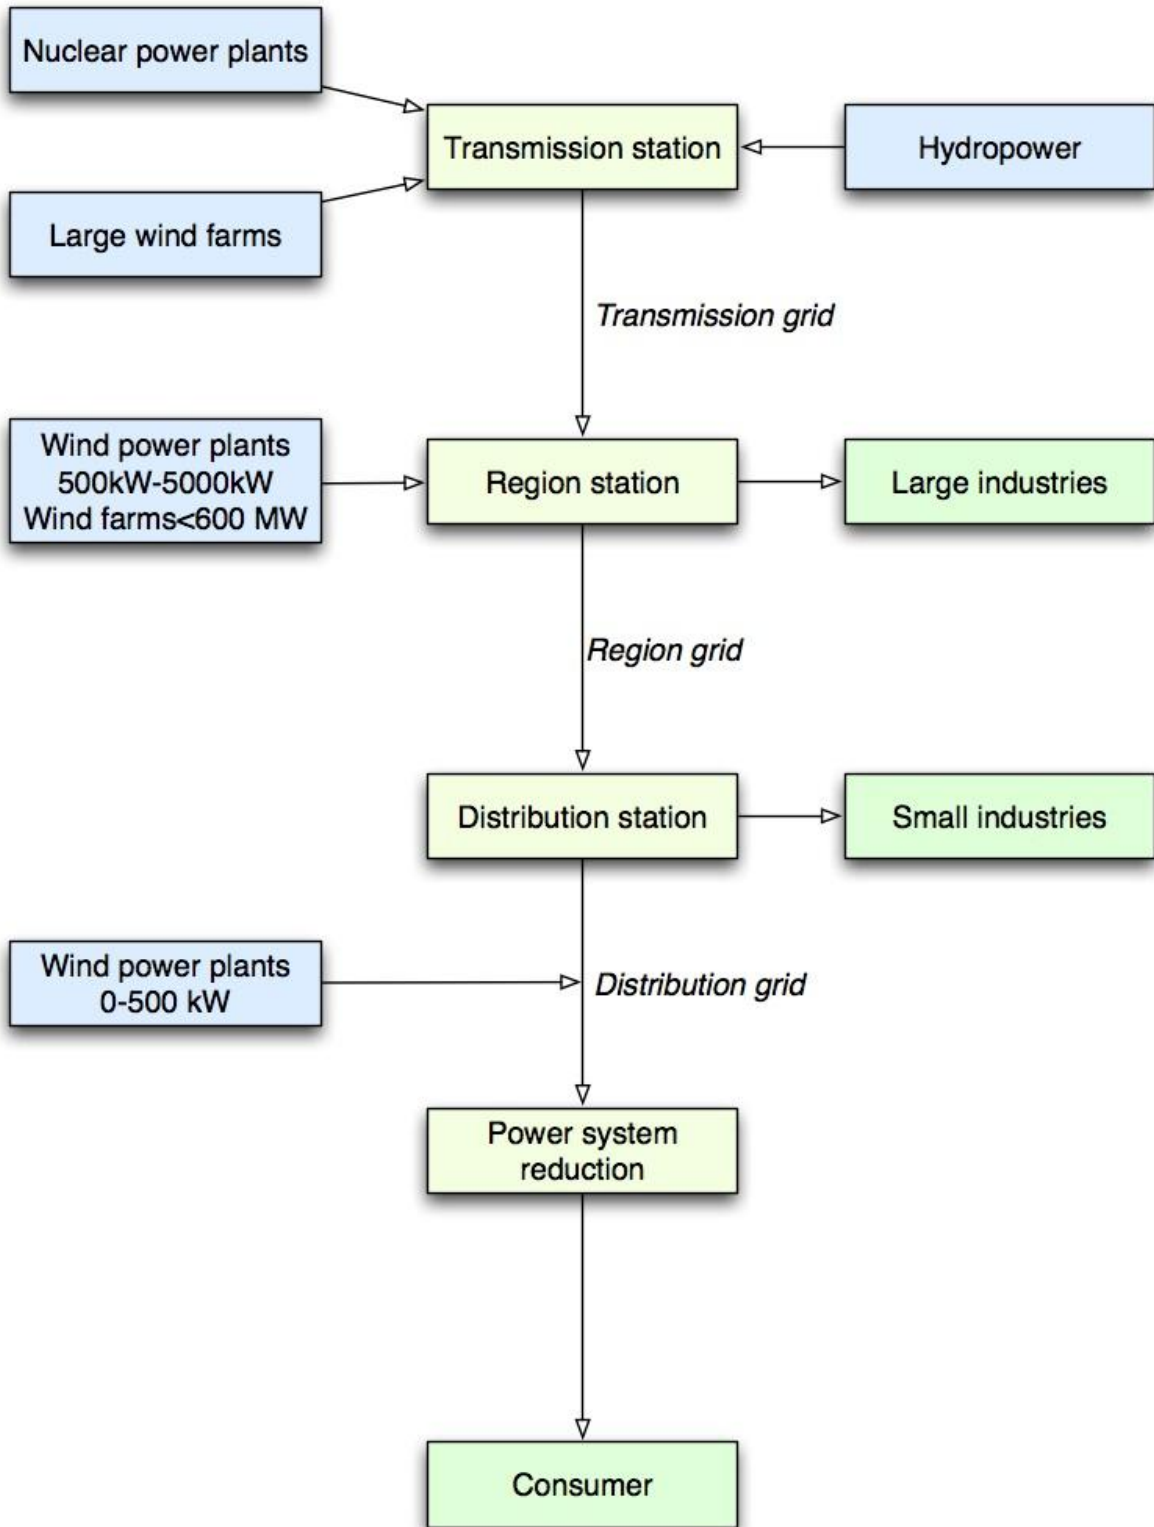 Nuclear power plants
Transmission station
Hydropower
Large wind farms
Transmission grid
Wind power plants
500kW-5000kW
Wind farms<600 MW
Region station
Large industries
Region grid
Distribution station
Small industries
Wind power plants
0-500 kW
Distribution grid
Power system
reduction
Consumer